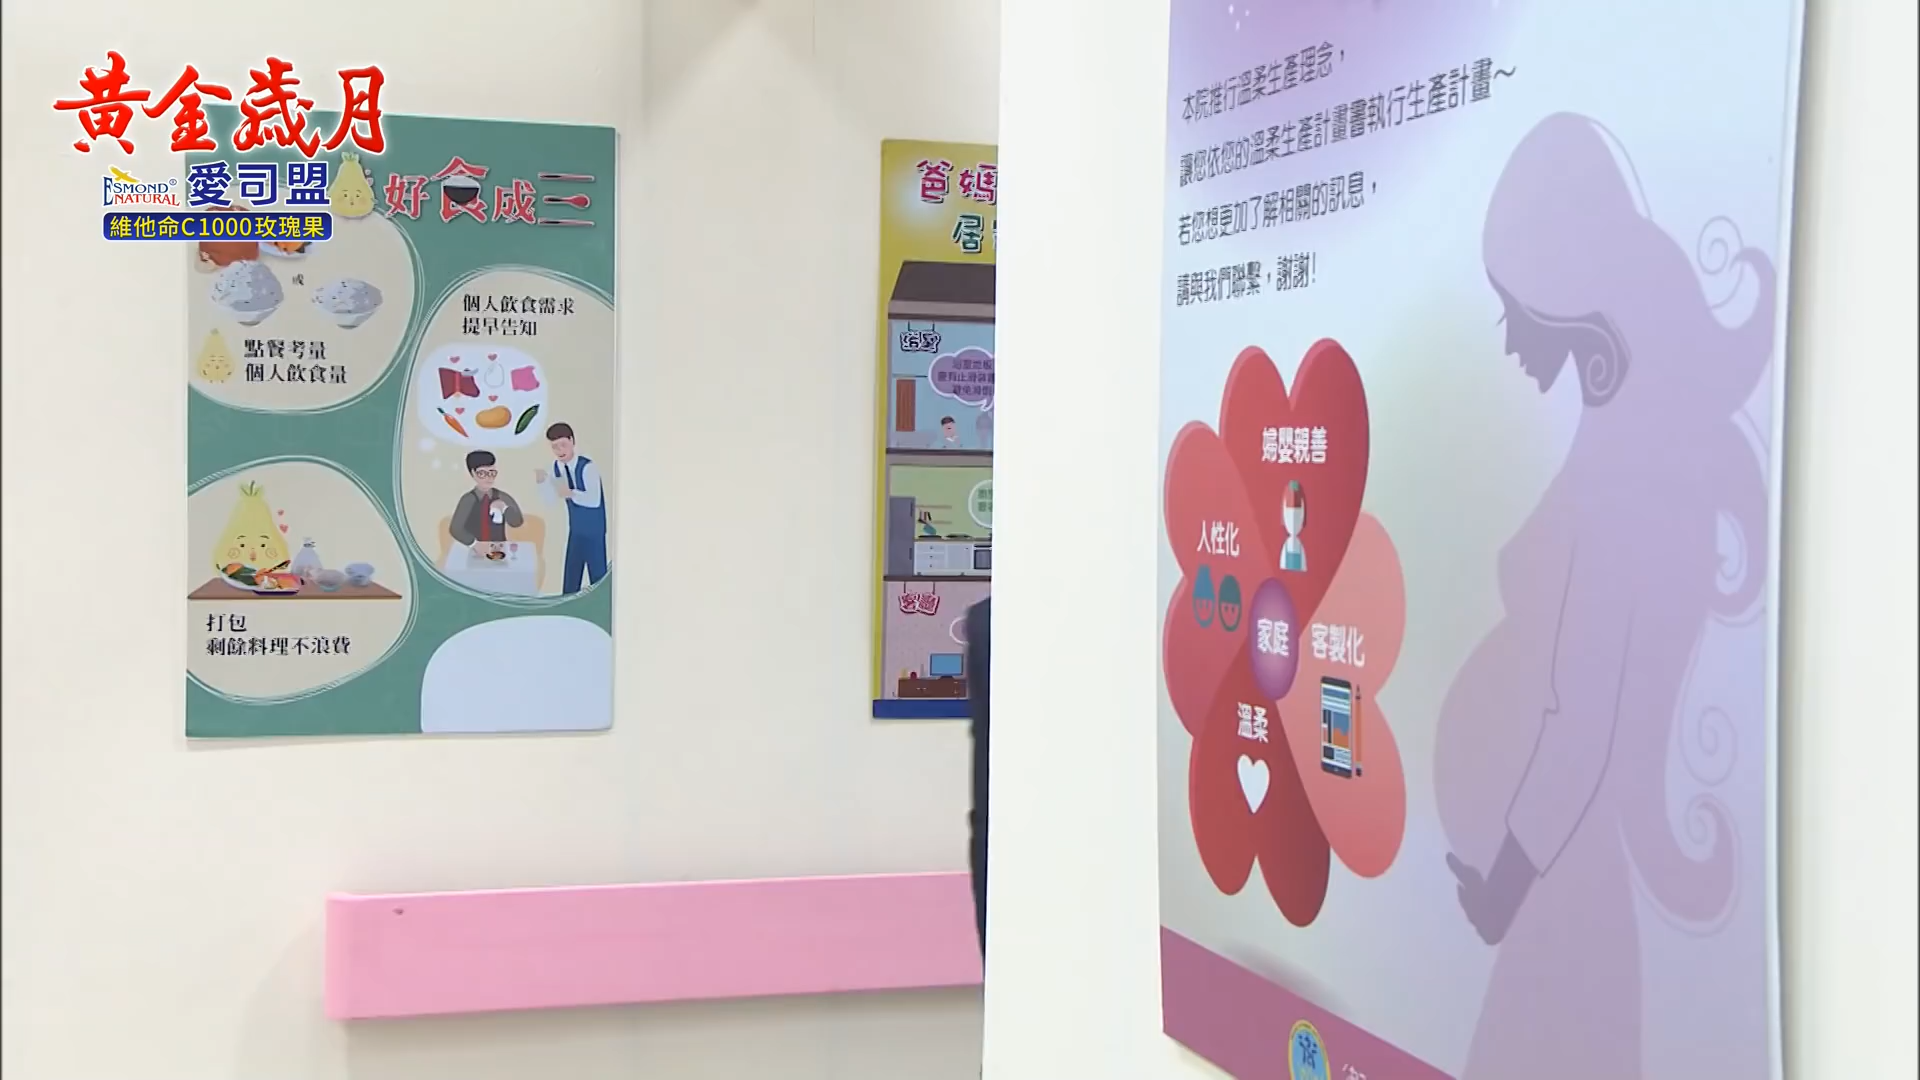 黃金歲月
ESMOND NATURAL®
愛司盟
維他命C1000玫瑰果
好食成三
或
點餐考量
個人飲食量
個人飲食需求
提早告知
打包
剩餘料理不浪費
爸媽
居
浴室
客廳
本院推行溫柔生產理念，
讓您依您的溫柔生產計畫書執行生產計畫～
若您想更加了解相關的訊息，
請與我們聯繫，謝謝！
婦嬰親善
人性化
家庭
客製化
溫柔